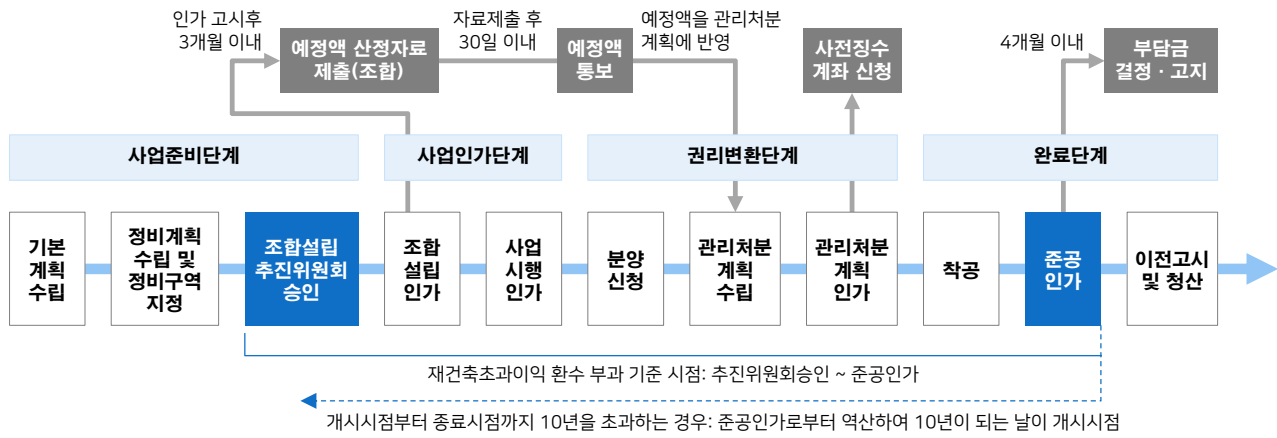 인가 고시후
3개월 이내
예정액 산정자료
제출(조합)
자료제출 후
30일 이내
예정액
통보
예정액을 관리처분
계획에 반영
사전징수
계좌 신청
4개월 이내
부담금
결정 · 고지
사업준비단계
사업인가단계
권리변환단계
완료단계
기본
계획
수립
정비계획
수립 및
정비구역
지정
조합설립
추진위원회
승인
조합
설립
인가
사업
시행
인가
분양
신청
관리처분
계획
수립
관리처분
계획
인가
착공
준공
인가
이전고시
및 청산
재건축초과이익 환수 부과 기준 시점: 추진위원회승인 ~ 준공인가
개시시점부터 종료시점까지 10년을 초과하는 경우: 준공인가로부터 역산하여 10년이 되는 날이 개시시점